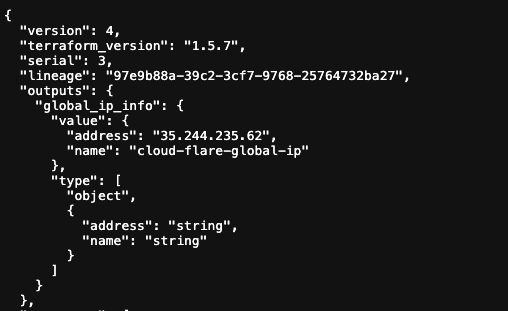 {
  "version": 4,
  "terraform_version": "1.5.7",
  "serial": 3,
  "lineage": "97e9b88a-39c2-3cf7-9768-25764732ba27",
  "outputs": {
    "global_ip_info": {
      "value": {
        "address": "35.244.235.62",
        "name": "cloud-flare-global-ip"
      },
      "type": [
        "object",
        {
          "address": "string",
          "name": "string"
        }
      ]
    }
  },